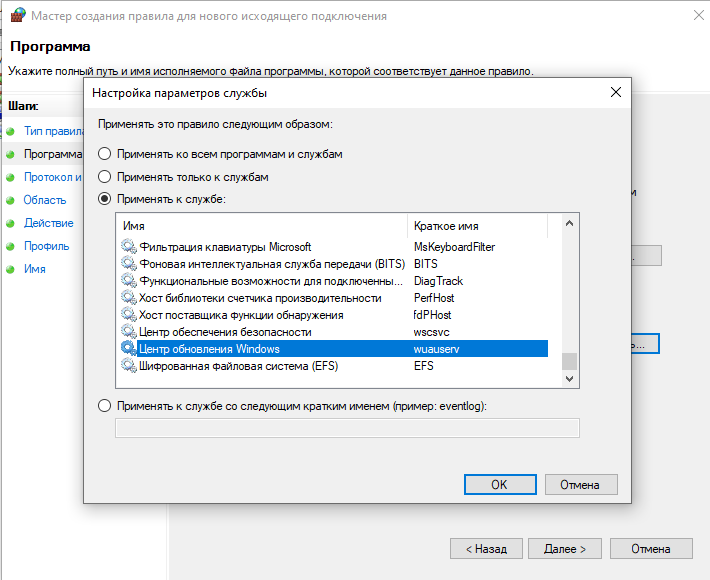 Мастер создания правила для нового исходящего подключения
Программа
Укажите полный путь и имя исполняемого файла программы, которой соответствует данное правило.
Шаги:
Тип правила
Программа
Протокол и
Область
Действие
Профиль
Имя
Настройка параметров службы
Применять это правило следующим образом:
Применять ко всем программам и службам
Применять только к службам
Применять к службе:
Имя Краткое имя
Фильтрация клавиатуры Microsoft MsKeyboardFilter
Фоновая интеллектуальная служба передачи (BITS) BITS
Функциональные возможности для подключенны... DiagTrack
Хост библиотеки счетчика производительности PerfHost
Хост поставщика функции обнаружения fdPHost
Центр обеспечения безопасности wscsvc
Центр обновления Windows wuauserv
Шифрованная файловая система (EFS) EFS
Применять к службе со следующим кратким именем (пример: eventlog):
OK Отмена
< Назад Далее > Отмена